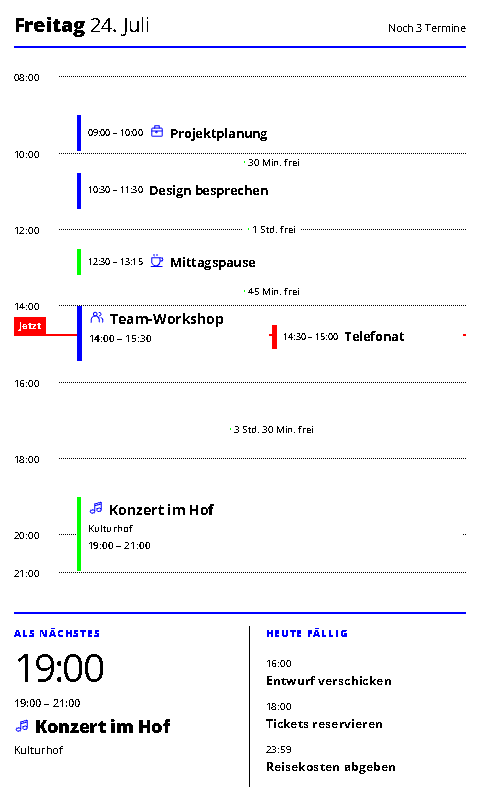 Freitag 24. Juli
Noch 3 Termine
08:00
09:00 – 10:00 Projektplanung
10:00
30 Min. frei
10:30 – 11:30 Design besprechen
12:00
1 Std. frei
12:30 – 13:15 Mittagspause
45 Min. frei
14:00
Team-Workshop
Jetzt
14:00 – 15:30
14:30 – 15:00 Telefonat
16:00
3 Std. 30 Min. frei
18:00
Konzert im Hof
Kulturhof
20:00
19:00 – 21:00
21:00
ALS NÄCHSTES
19:00
19:00 – 21:00
Konzert im Hof
Kulturhof
HEUTE FÄLLIG
16:00
Entwurf verschicken
18:00
Tickets reservieren
23:59
Reisekosten abgeben